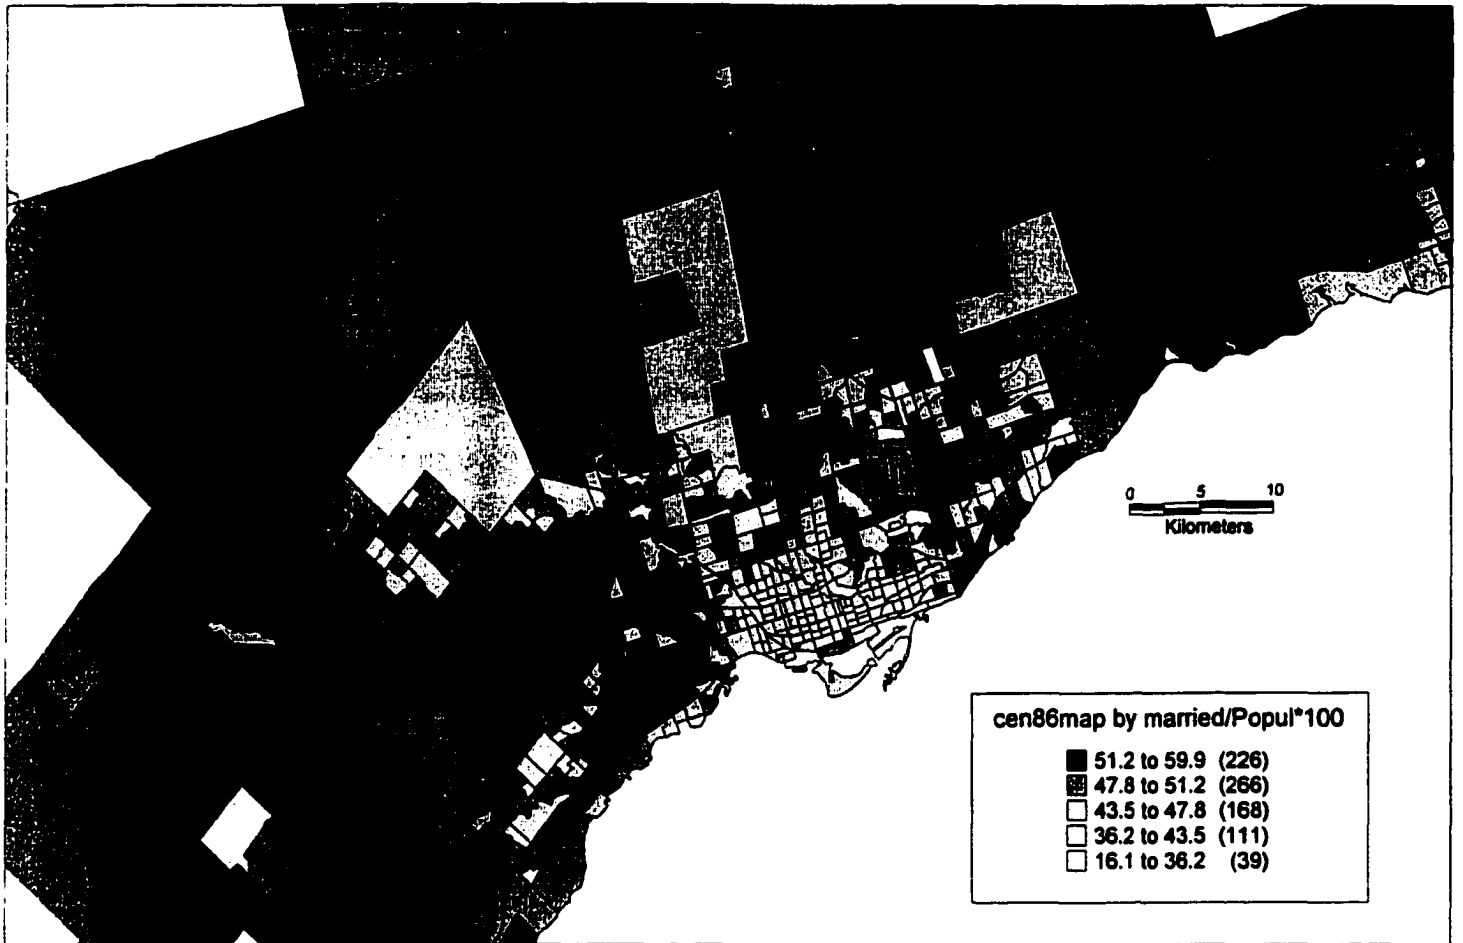 0 5 10
Kilometers
cen86map by married/Popul*100
51.2 to 59.9 (226)
47.8 to 51.2 (266)
43.5 to 47.8 (168)
36.2 to 43.5 (111)
16.1 to 36.2 (39)